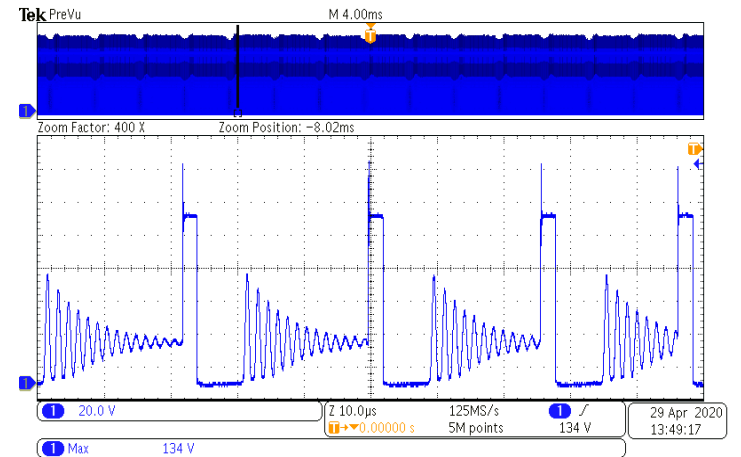 Tek PreVu M 4.00ms
T
1
Zoom Factor: 400 X Zoom Position: −8.02ms
T
1
1 20.0 V Z 10.0µs 125MS/s 1 29 Apr 2020
T→▼0.00000 s 5M points 134 V 13:49:17
1 Max 134 V